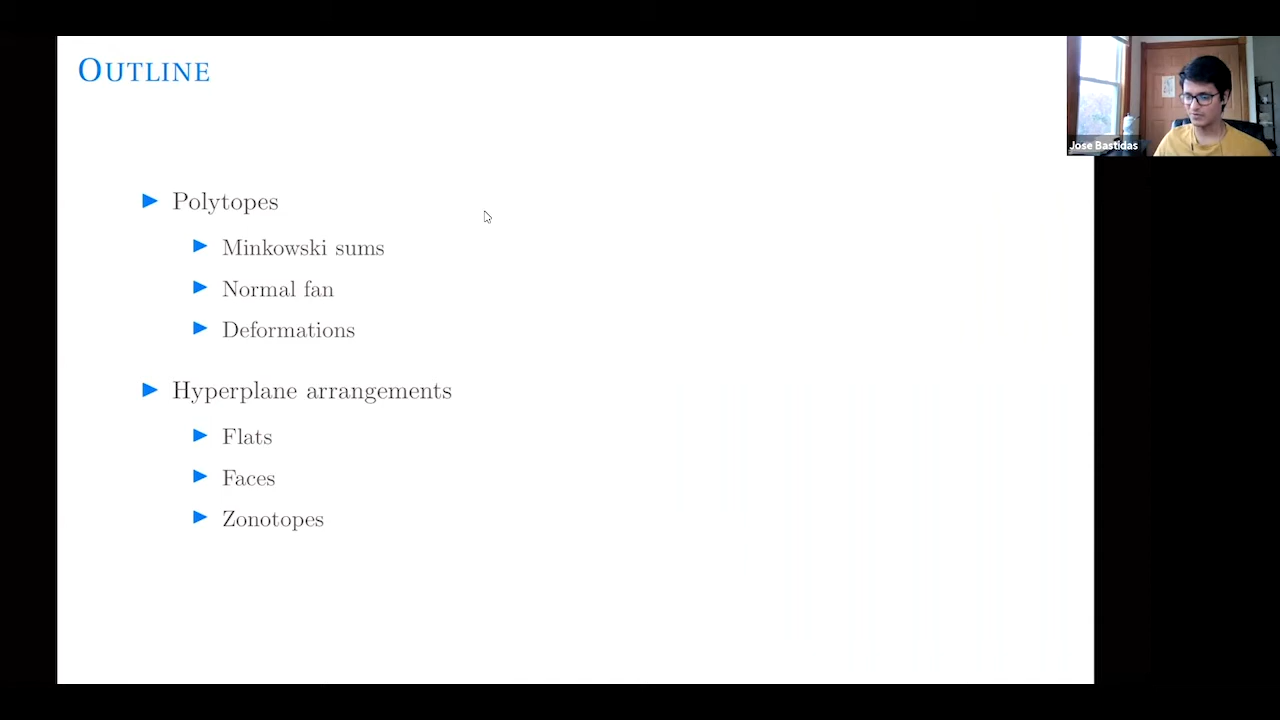 OUTLINE
Jose Bastidas
Polytopes
Minkowski sums
Normal fan
Deformations
Hyperplane arrangements
Flats
Faces
Zonotopes